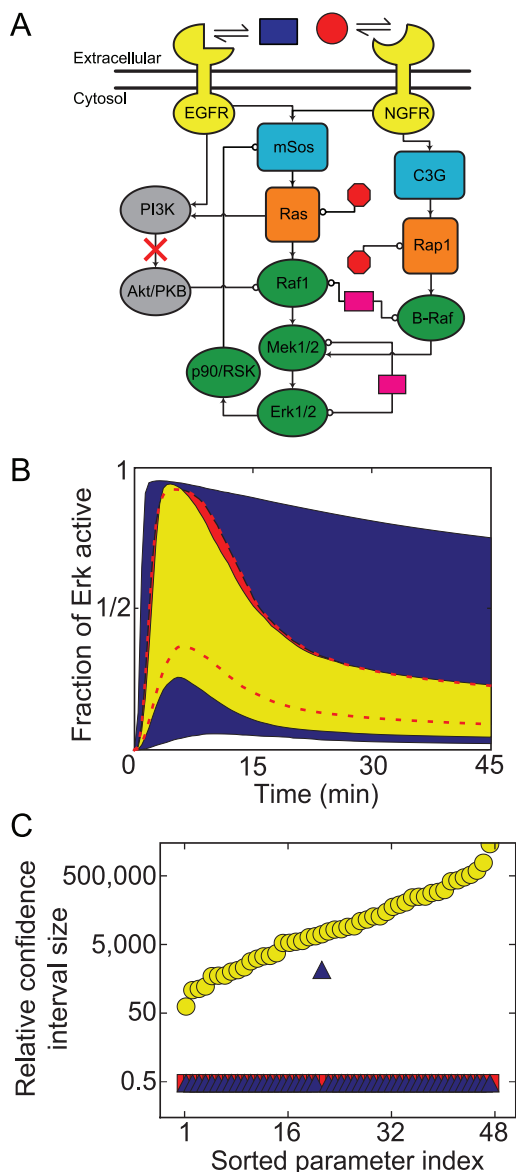 A
Extracellular
Cytosol
EGFR
NGFR
mSos
C3G
PI3K
Ras
Rap1
Akt/PKB
Raf1
B-Raf
Mek1/2
p90/RSK
Erk1/2
B
Fraction of Erk active
1
1/2
0
15
30
45
Time (min)
C
Relative confidence
interval size
500,000
5,000
50
0.5
1
16
32
48
Sorted parameter index